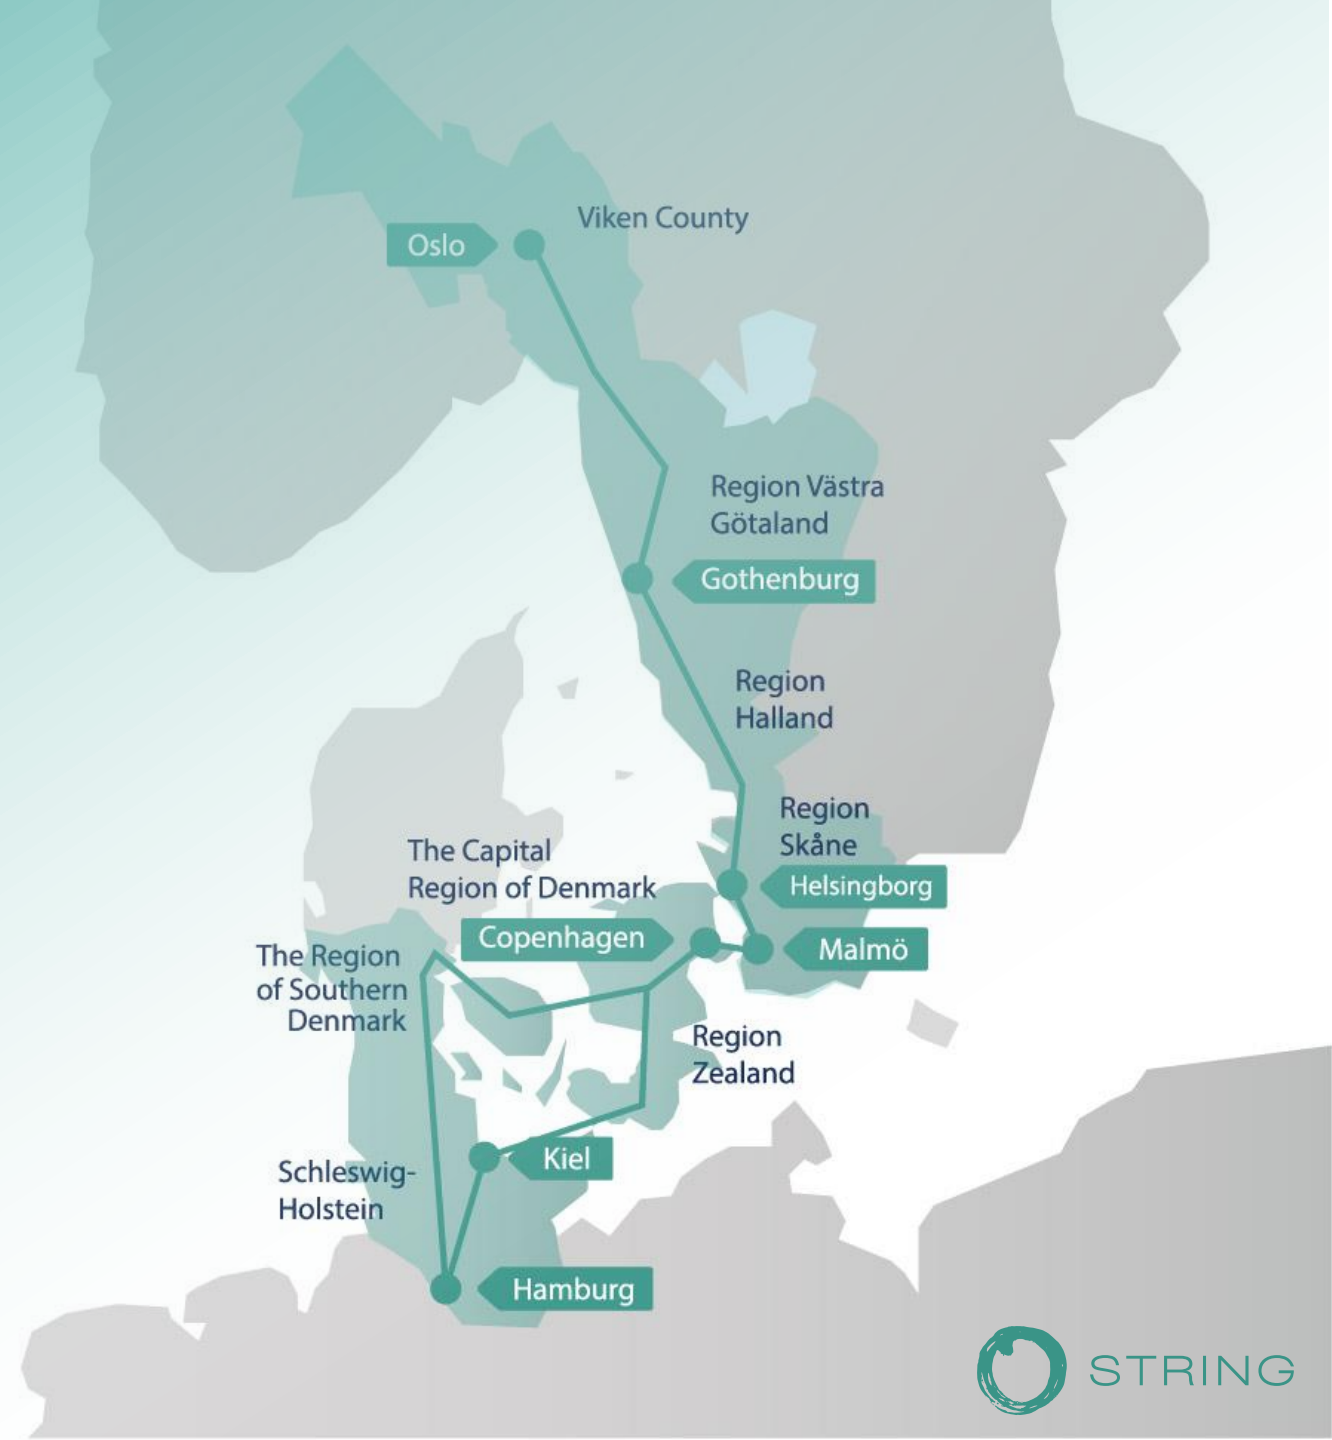 Viken County
Oslo
Region Västra
Götaland
Gothenburg
Region
Halland
Region
Skåne
The Capital
Region of Denmark
Helsingborg
Copenhagen
Malmö
The Region
of Southern
Denmark
Region
Zealand
Kiel
Schleswig-
Holstein
Hamburg
STRING